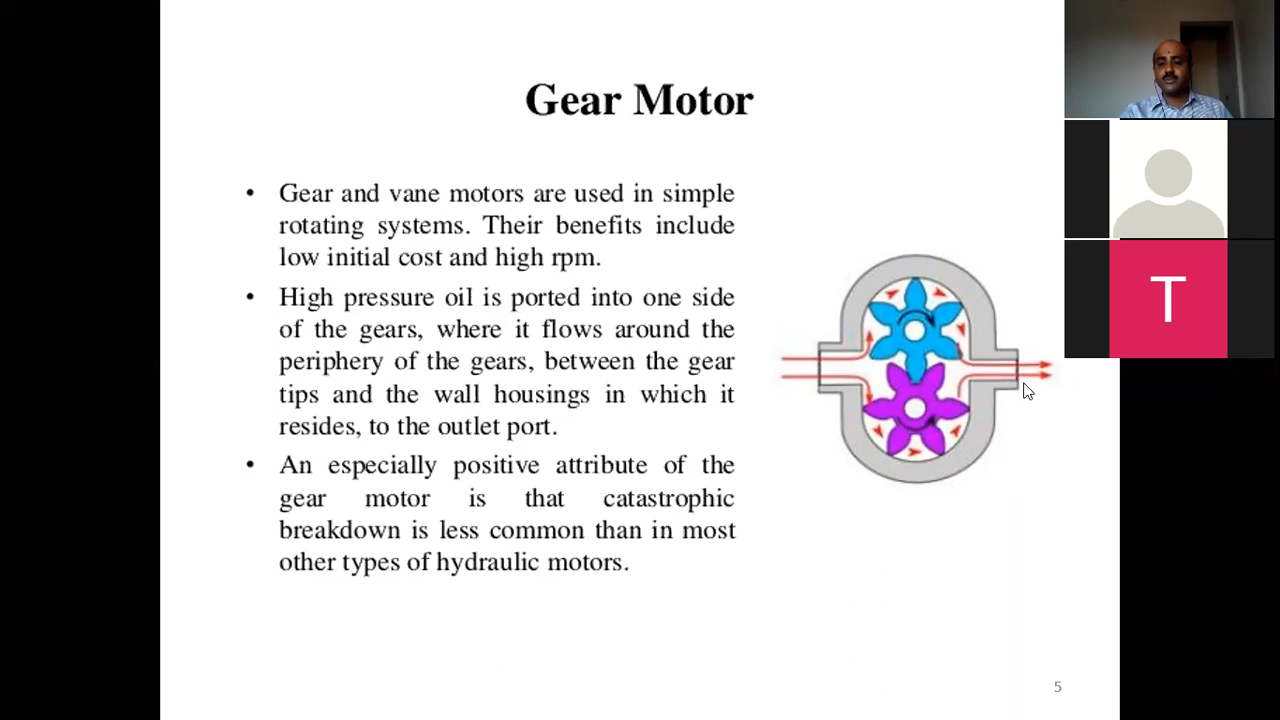 Gear Motor
• Gear and vane motors are used in simple
rotating systems. Their benefits include
low initial cost and high rpm.
• High pressure oil is ported into one side
of the gears, where it flows around the
periphery of the gears, between the gear
tips and the wall housings in which it
resides, to the outlet port.
• An especially positive attribute of the
gear motor is that catastrophic
breakdown is less common than in most
other types of hydraulic motors.
T
5